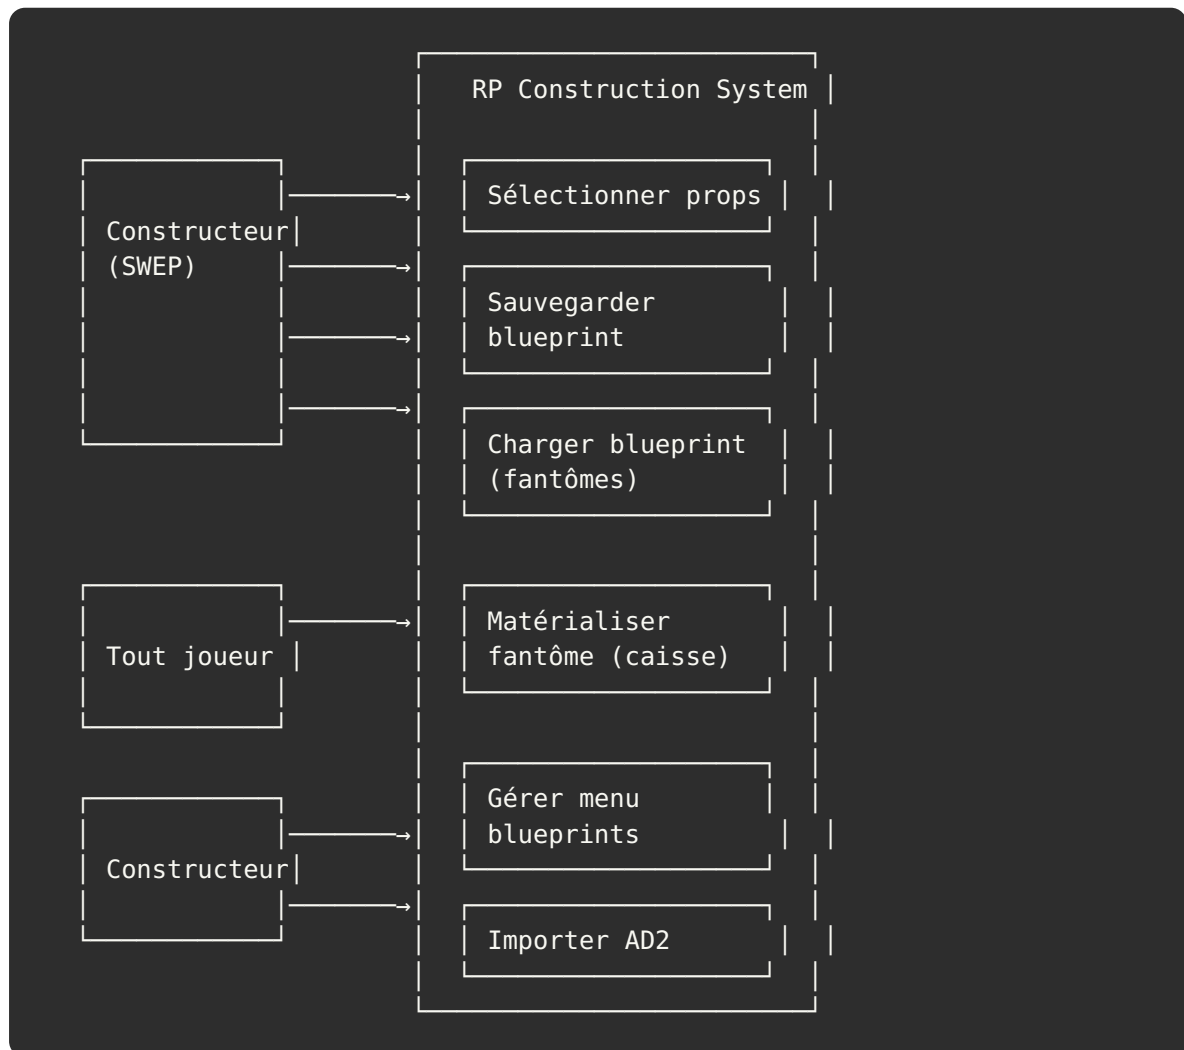 RP Construction System
Sélectionner props
Constructeur
(SWEP)
Sauvegarder
blueprint
Charger blueprint
(fantômes)
Matérialiser
Tout joueur
fantôme (caisse)
Gérer menu
blueprints
Constructeur
Importer AD2